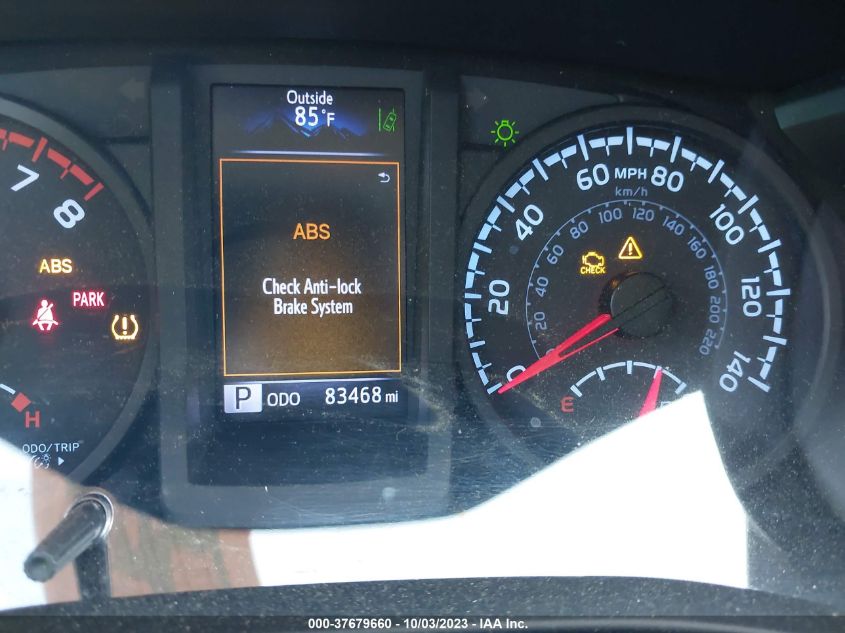 Outside
85°F
ABS
Check Anti-lock
Brake System
P ODO 83468 mi
7
8
ABS
PARK
H
ODO/TRIP
0 20 40 60 80 100 120 140
MPH
km/h
20 40 60 80 100 120 140 160 180 200 220
CHECK
E
000-37679660 - 10/03/2023 - IAA Inc.